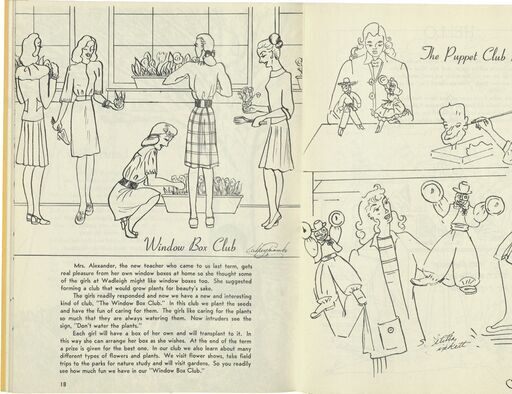 Window Box Club
Mrs. Alexander, the new teacher who came to us last term, gets
real pleasure from her own window boxes at home so she thought some
of the girls at Wadleigh might like window boxes too. She suggested
forming a club that would grow plants for beauty's sake.
The girls readily responded and now we have a new and interesting
kind of club, "The Window Box Club." In this club we plant the seeds
and have the fun of caring for them. The girls like caring for the plants
so much that they are always watering them. Now intruders see the
sign, "Don't water the plants."
Each girl will have a box of her own and will transplant to it. In
this way she can arrange her box as she wishes. At the end of the term
a prize is given for the best one. In our club we also learn about many
different types of flowers and plants. We visit flower shows, take field
trips to the parks for nature study and will visit gardens. So you readily
see how much fun we have in our "Window Box Club."
18
The Puppet Club